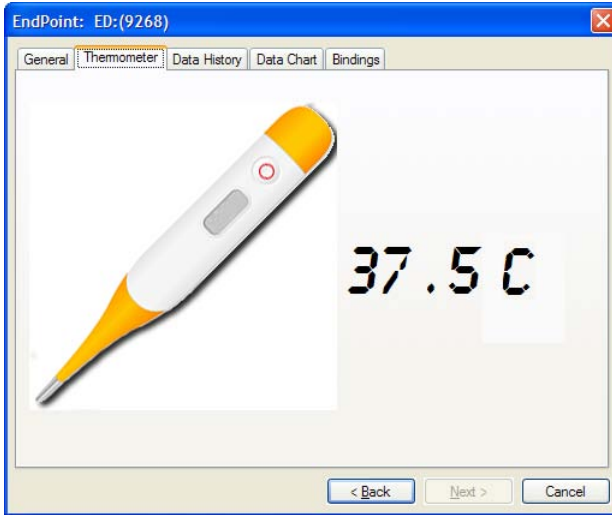 EndPoint: ED:(9268)
General Thermometer Data History Data Chart Bindings
37.5 C
< Back Next > Cancel